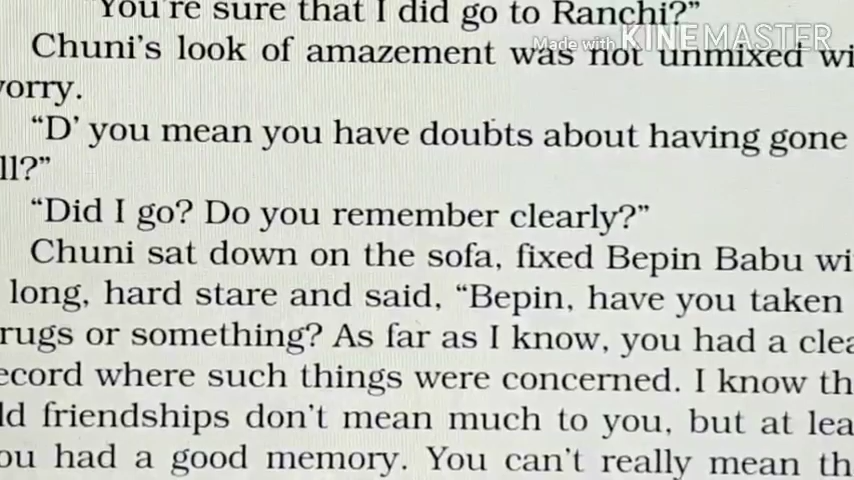 "You're sure that I did go to Ranchi?"
Made with KINEMASTER
Chuni's look of amazement was not unmixed wi
orry.
"D' you mean you have doubts about having gone
ll?"
"Did I go? Do you remember clearly?"
Chuni sat down on the sofa, fixed Bepin Babu wi
long, hard stare and said, "Bepin, have you taken
rugs or something? As far as I know, you had a clea
ecord where such things were concerned. I know th
ld friendships don't mean much to you, but at lea
ou had a good memory. You can't really mean th